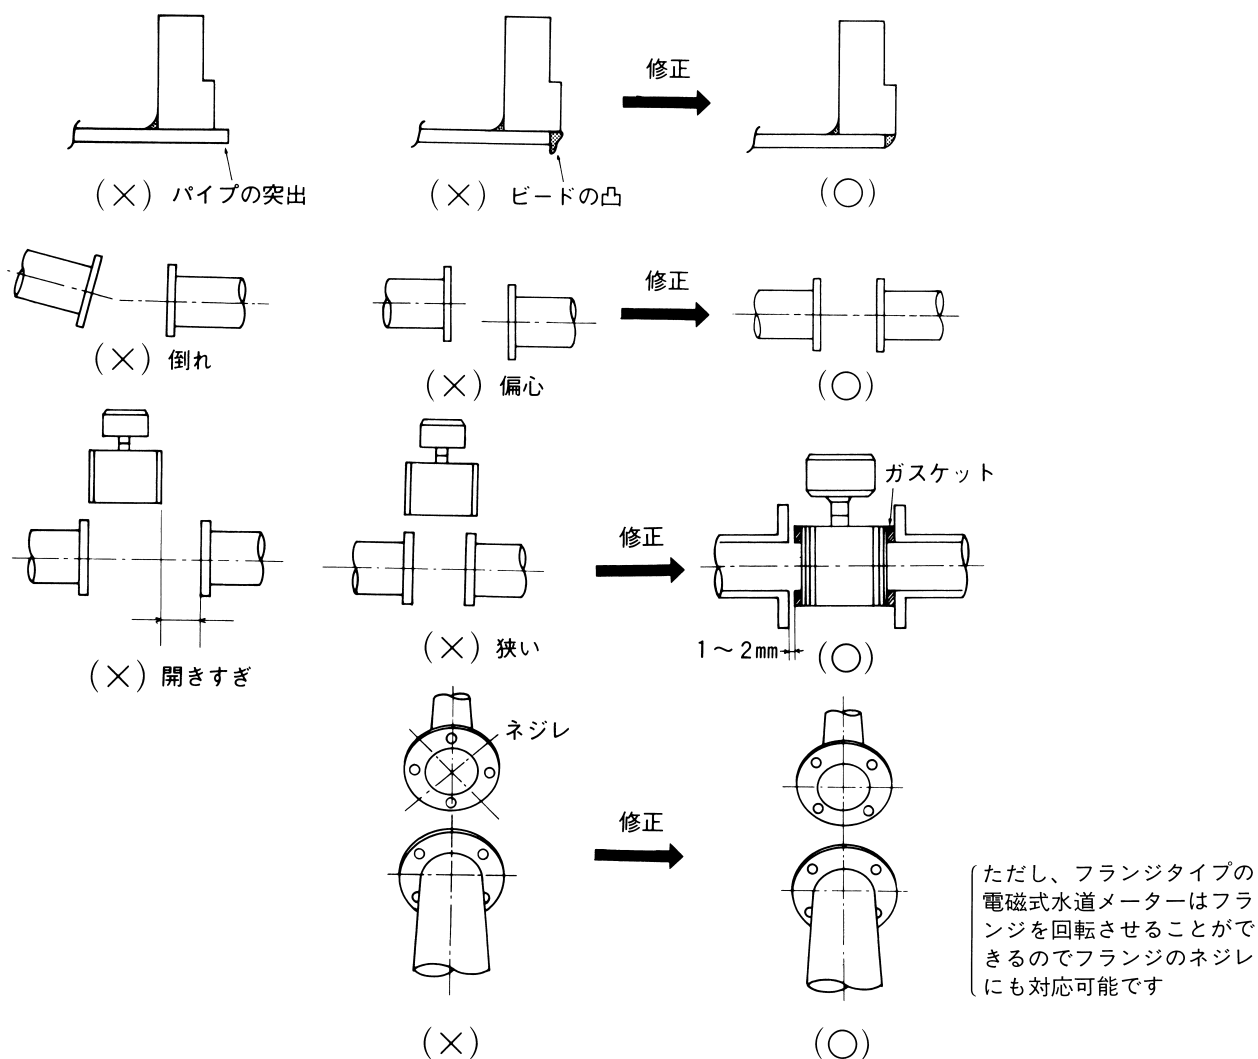 修正
(×) パイプの突出
(×) ビードの凸
(○)
修正
(×) 倒れ
(×) 偏心
(○)
ガスケット
修正
1～2mm
(×) 開きすぎ
(×) 狭い
(○)
ネジレ
修正
(×)
(○)
ただし、フランジタイプの
電磁式水道メーターはフラ
ンジを回転させることがで
きるのでフランジのネジレ
にも対応可能です